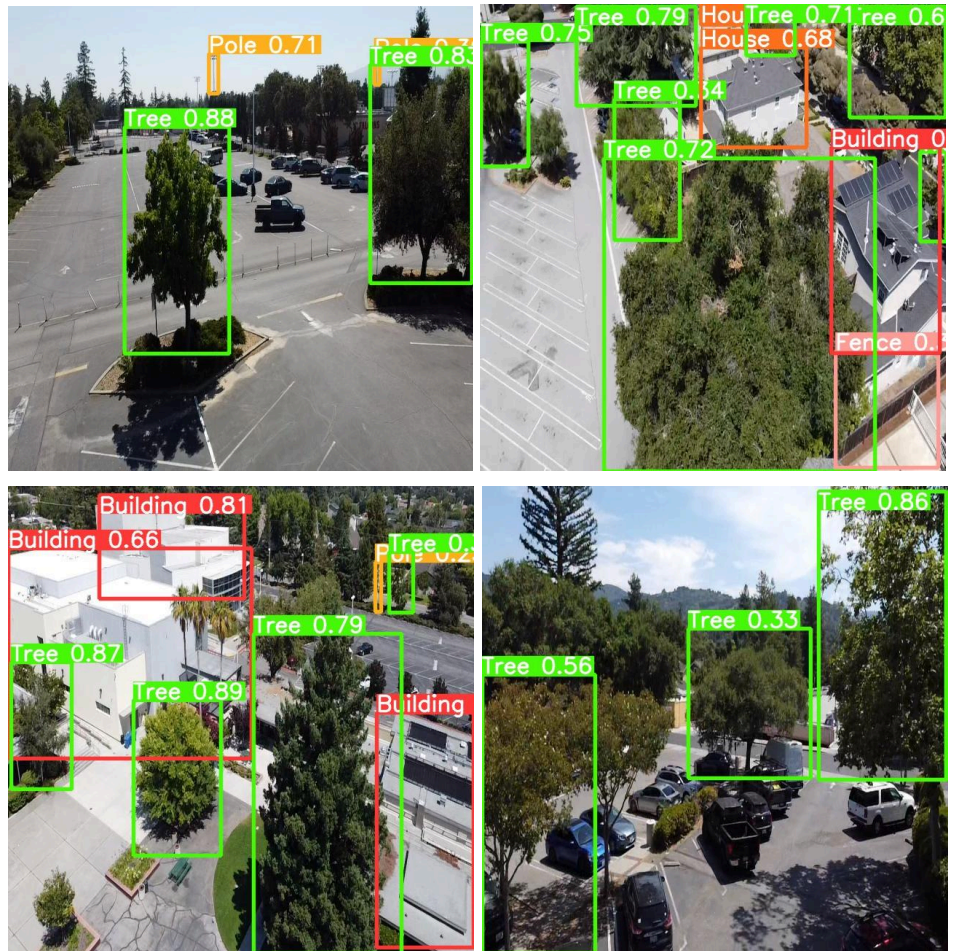 Pole 0.71
Tree 0.83
Tree 0.88
Tree 0.75
Tree 0.79
Tree 0.71
House 0.68
Tree 0.72
Building
Fence
Building 0.81
Building 0.66
Tree 0.87
Tree 0.89
Tree 0.79
Tree
Building
Tree 0.86
Tree 0.33
Tree 0.56